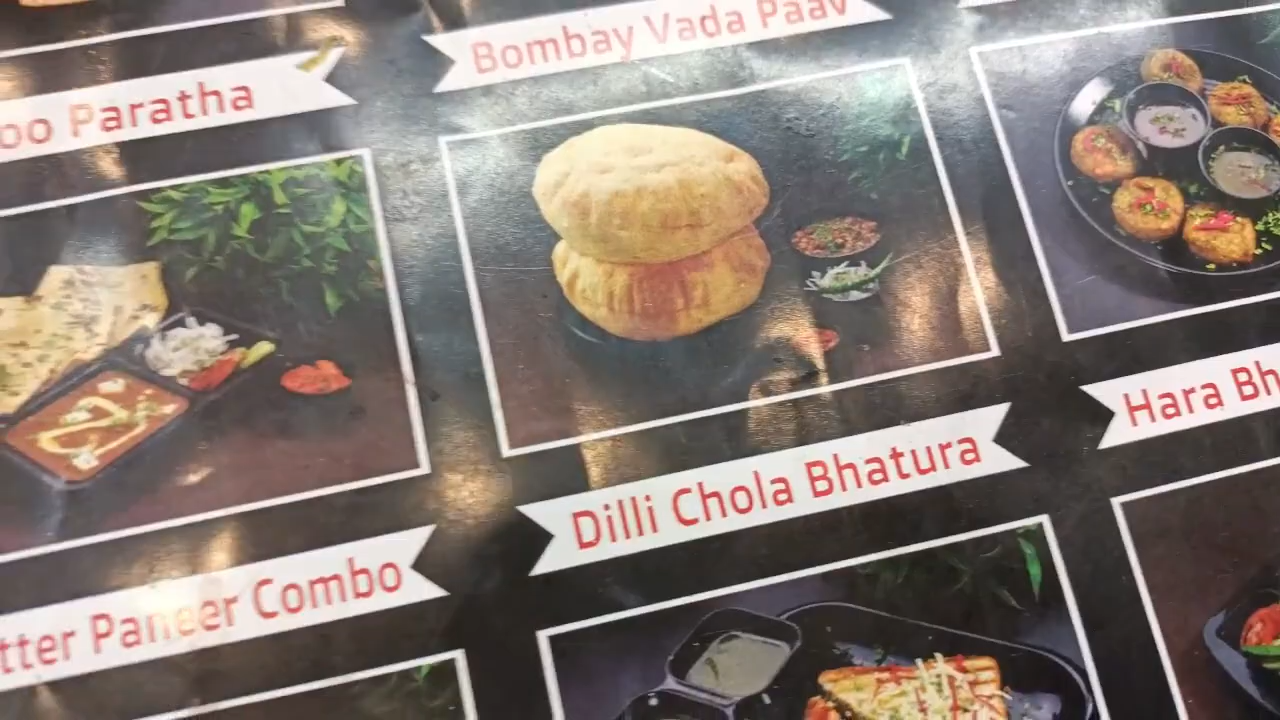 Bombay Vada Paav
oo Paratha
Dilli Chola Bhatura
Hara Bh
tter Paneer Combo